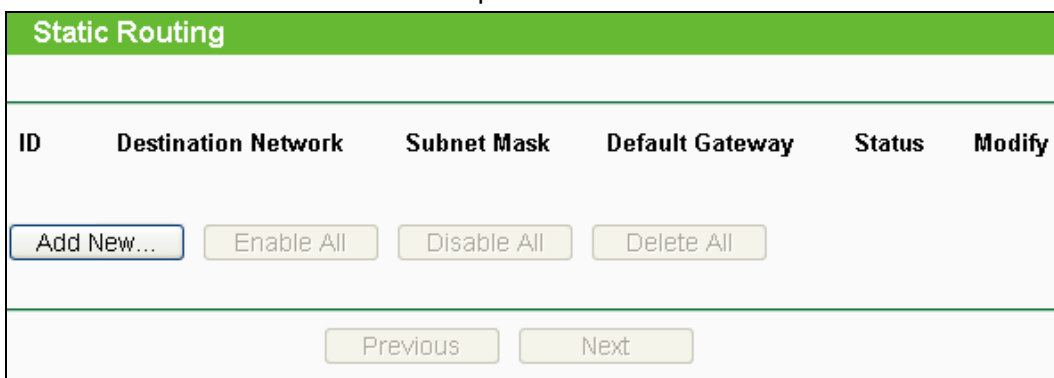 Static Routing
ID Destination Network Subnet Mask Default Gateway Status Modify
Add New... Enable All Disable All Delete All
Previous Next